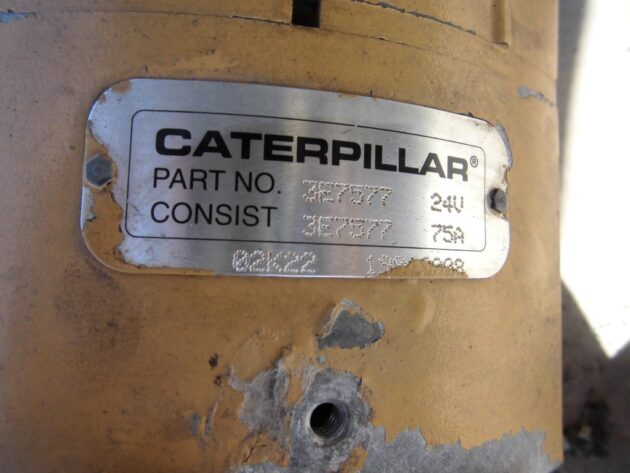 CATERPILLAR®
PART NO. 3E7577 24V
CONSIST 3E7577 75A
02K22